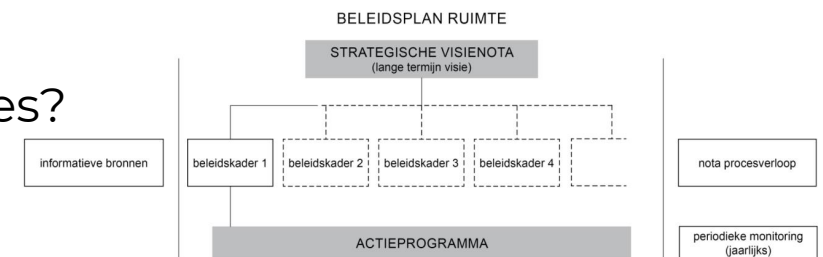 BELEIDSPLAN RUIMTE
STRATEGISCHE VISIENOTA
(lange termijn visie)
es?
informatieve bronnen
beleidskader 1
beleidskader 2
beleidskader 3
beleidskader 4
nota procesverloop
ACTIEPROGRAMMA
periodieke monitoring
(jaarlijks)